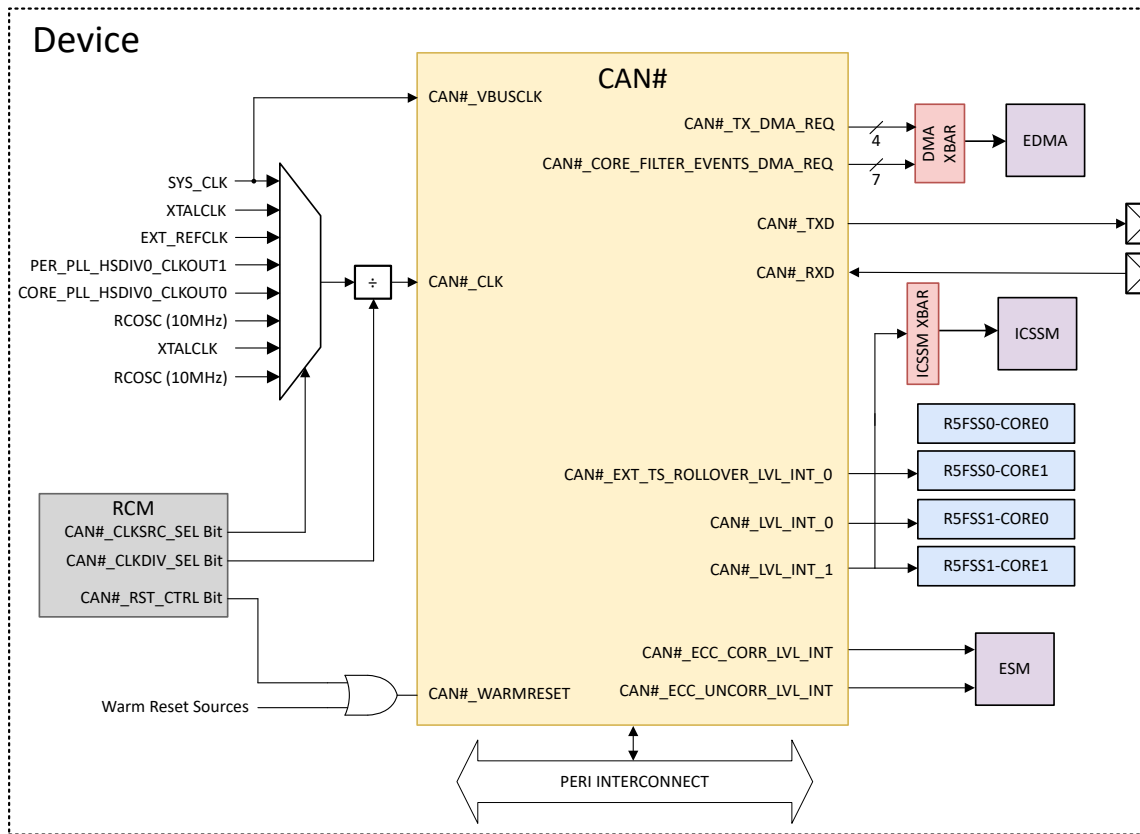 Device
CAN#
CAN#_VBUSCLK
CAN#_TX_DMA_REQ
4
CAN#_CORE_FILTER_EVENTS_DMA_REQ
7
DMA
XBAR
EDMA
SYS_CLK
XTALCLK
EXT_REFCLK
PER_PLL_HSDIV0_CLKOUT1
CORE_PLL_HSDIV0_CLKOUT0
RCOSC (10MHz)
XTALCLK
RCOSC (10MHz)
÷
CAN#_CLK
CAN#_TXD
CAN#_RXD
ICSSM XBAR
ICSSM
R5FSS0-CORE0
CAN#_EXT_TS_ROLLOVER_LVL_INT_0
R5FSS0-CORE1
CAN#_LVL_INT_0
R5FSS1-CORE0
CAN#_LVL_INT_1
R5FSS1-CORE1
RCM
CAN#_CLKSRC_SEL Bit
CAN#_CLKDIV_SEL Bit
CAN#_RST_CTRL Bit
Warm Reset Sources
CAN#_WARMRESET
CAN#_ECC_CORR_LVL_INT
CAN#_ECC_UNCORR_LVL_INT
ESM
PERI INTERCONNECT